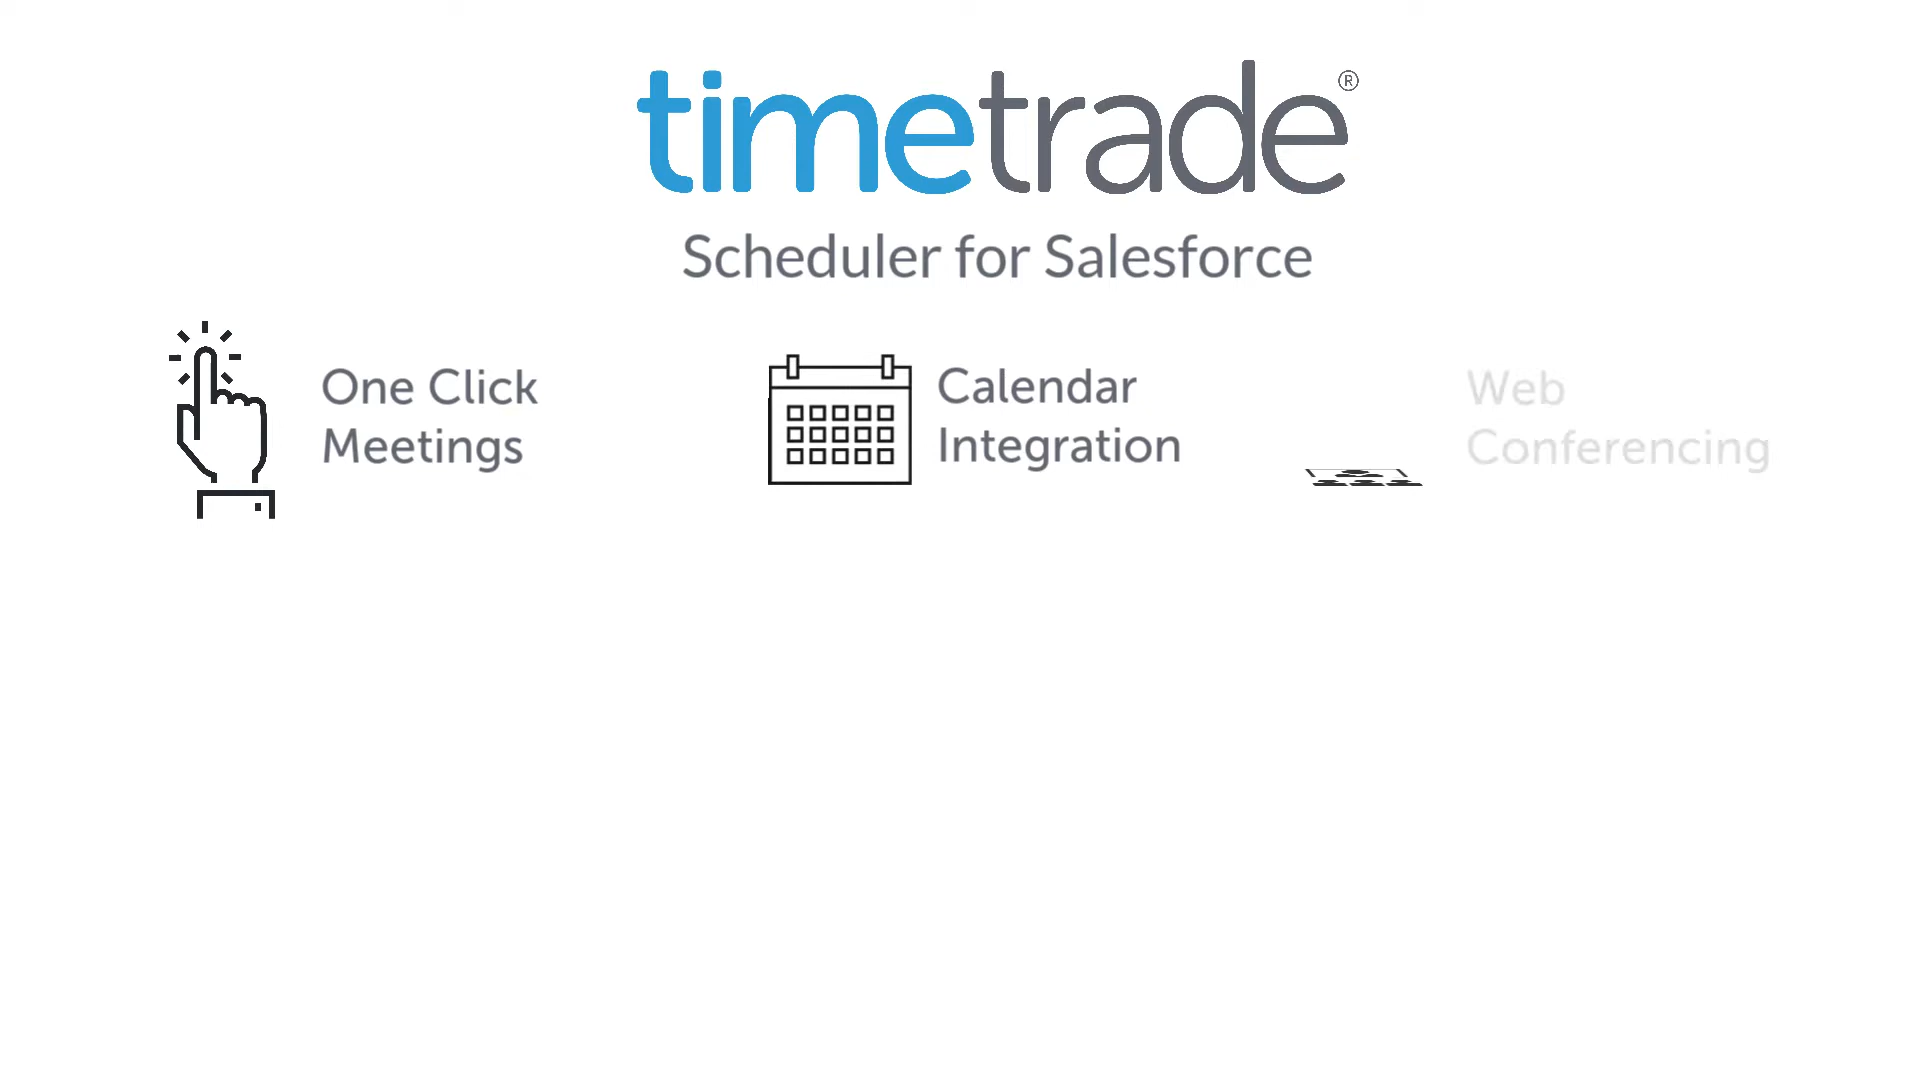 timetrade®
Scheduler for Salesforce
One Click
Meetings
Calendar
Integration
Web
Conferencing